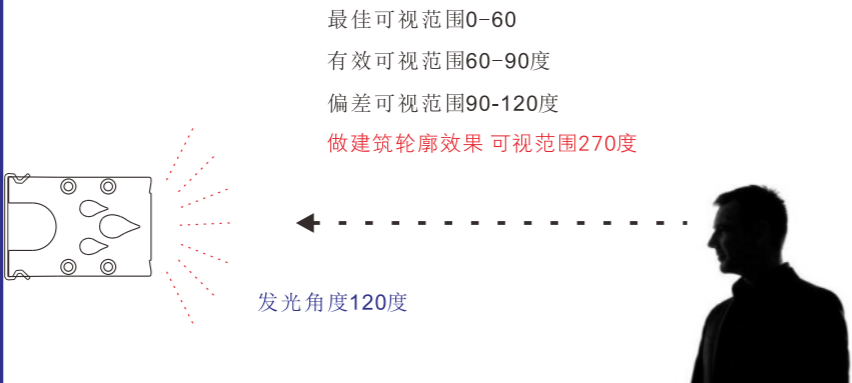 最佳可视范围0-60
有效可视范围60-90度
偏差可视范围90-120度
做建筑轮廓效果 可视范围270度
发光角度120度